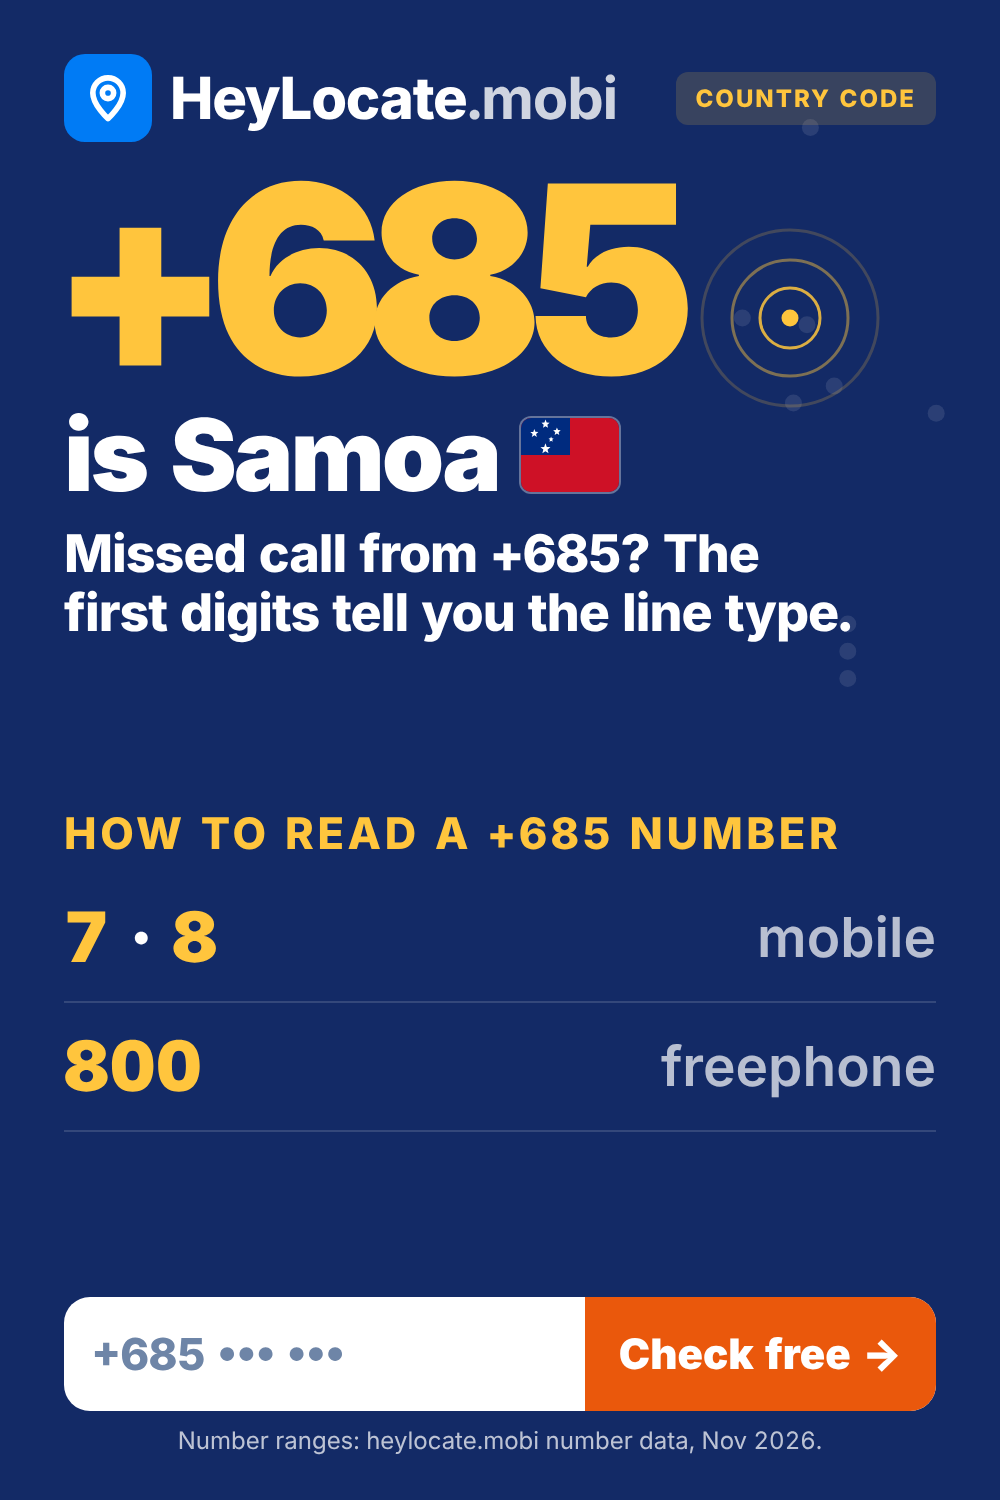 HeyLocate.mobi
COUNTRY CODE
+685
is Samoa
Missed call from +685? The
first digits tell you the line type.
HOW TO READ A +685 NUMBER
7 · 8 mobile
800 freephone
+685 ••• •••
Check free →
Number ranges: heylocate.mobi number data, Nov 2026.